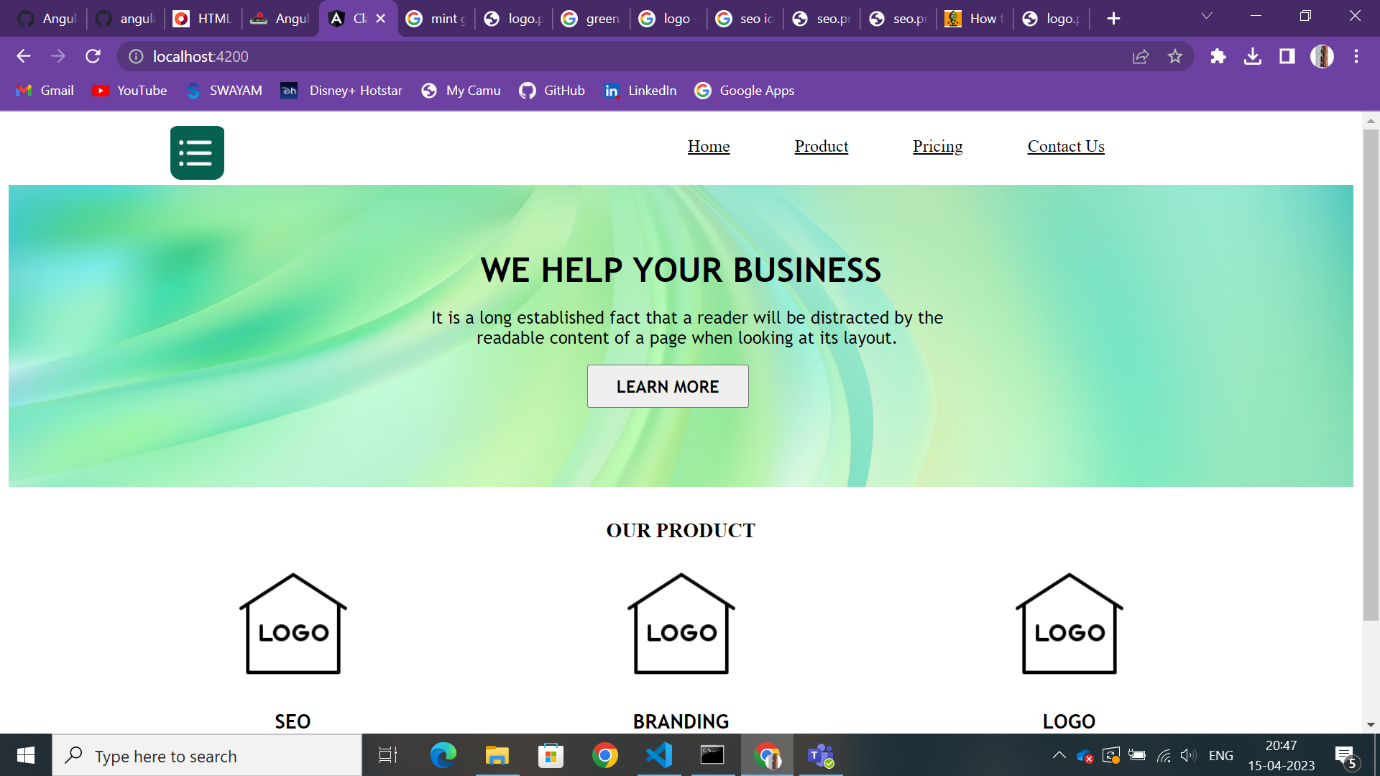 Angul
angula
HTML
Angul
Cl
mint g
logo.p
green
logo -
seo ic
seo.pn
seo.pn
How t
logo.p
localhost:4200
Gmail
YouTube
SWAYAM
Disney+ Hotstar
My Camu
GitHub
LinkedIn
Google Apps
Home
Product
Pricing
Contact Us
WE HELP YOUR BUSINESS
It is a long established fact that a reader will be distracted by the
readable content of a page when looking at its layout.
LEARN MORE
OUR PRODUCT
LOGO
LOGO
LOGO
SEO
BRANDING
LOGO
Type here to search
ENG
20:47
15-04-2023
5